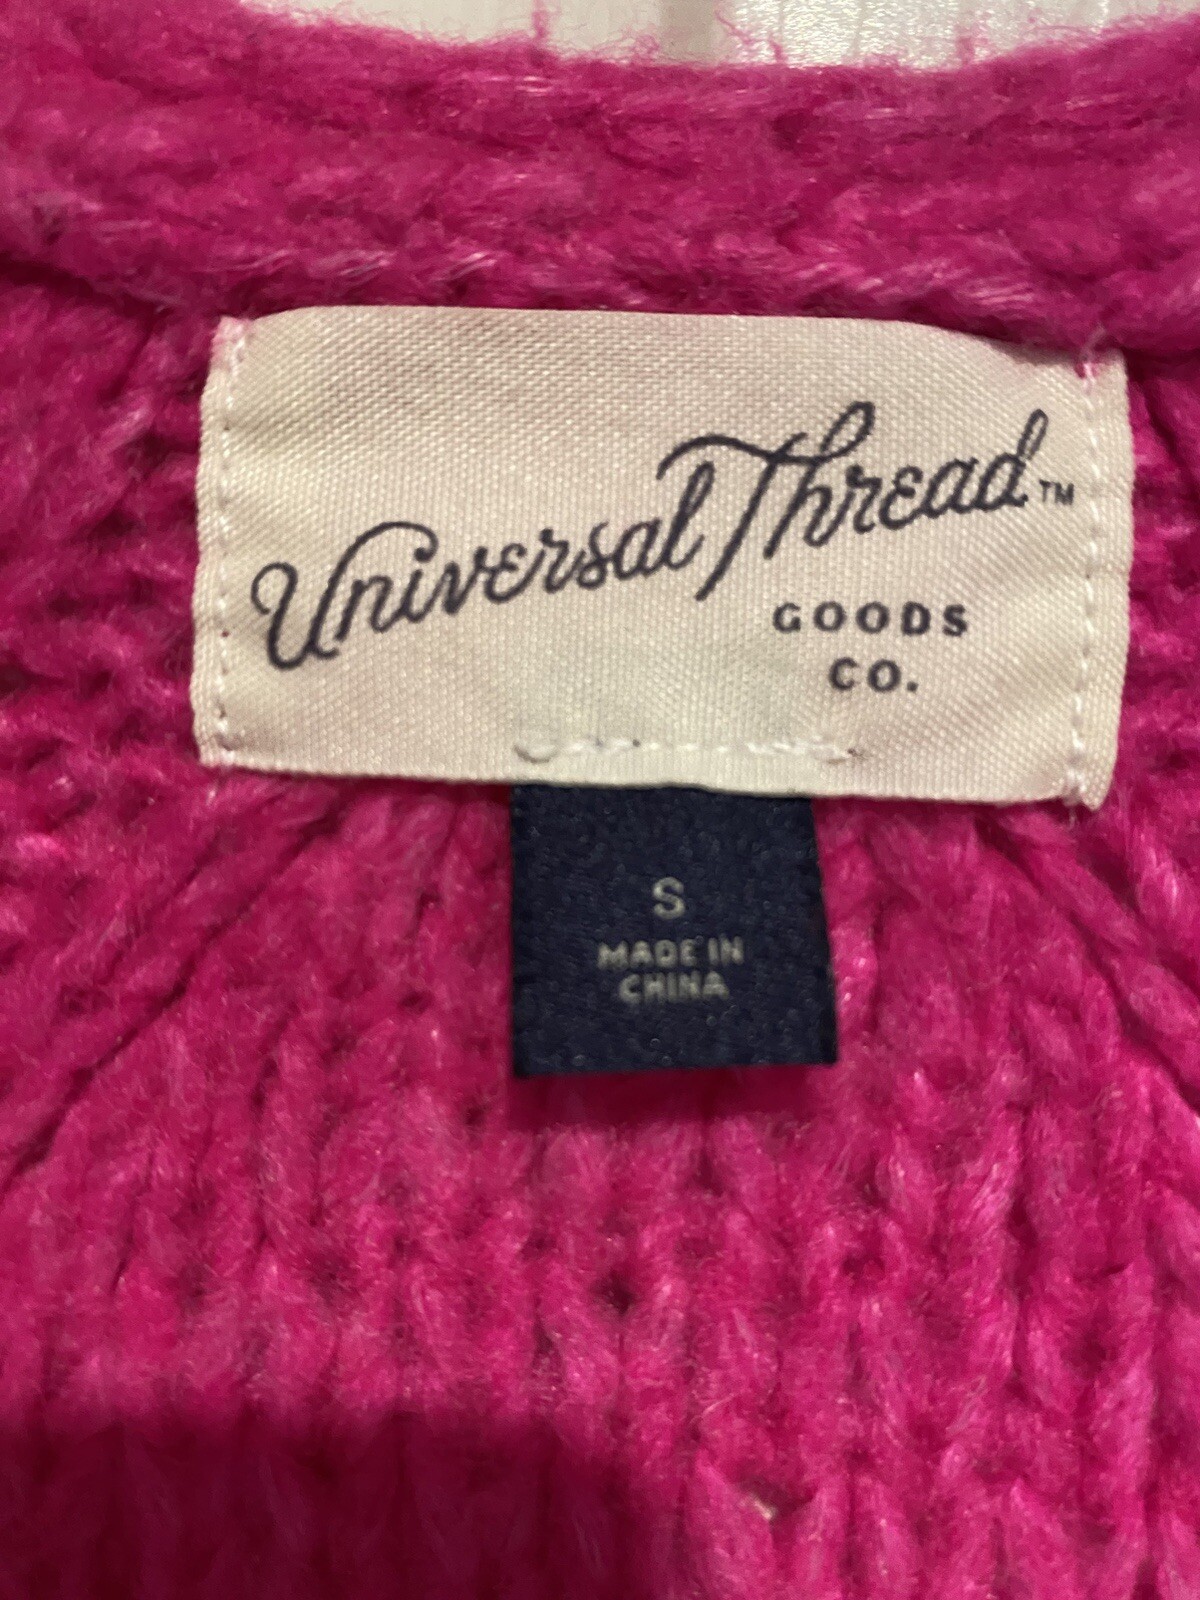 Universal Thread™
GOODS
CO.
S
MADE IN
CHINA